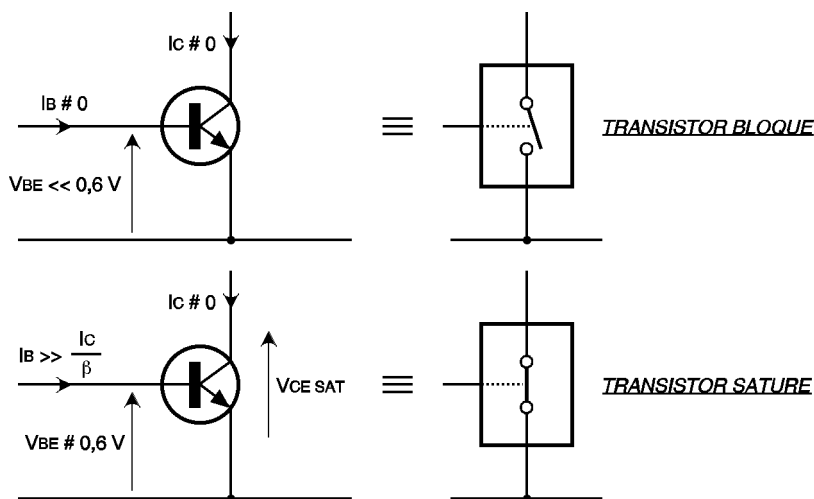 Ic # 0
IB # 0
VBE << 0,6 V
TRANSISTOR BLOQUE
Ic # 0
IB >> Ic
β
VCE SAT
VBE # 0,6 V
TRANSISTOR SATURE